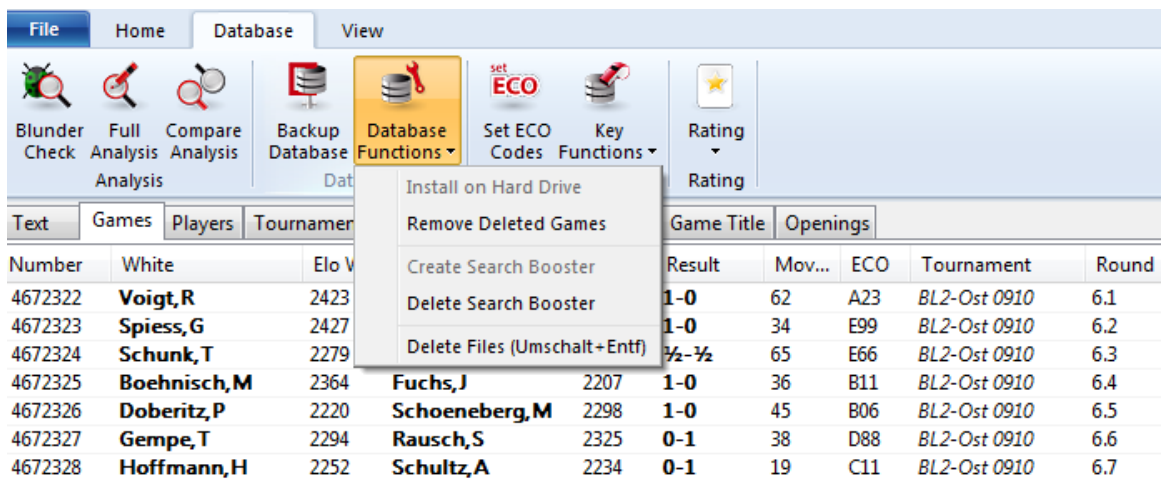 File Home Database View
set
ECO
Blunder Full Compare Backup Database Set ECO Key Rating
Check Analysis Analysis Database Functions Codes Functions
Analysis Dat Rating
Install on Hard Drive
Remove Deleted Games
Create Search Booster
Delete Search Booster
Delete Files (Umschalt+Entf)
Text Games Players Tournamen Game Title Openings
Number White Elo W Result Mov... ECO Tournament Round
4672322 Voigt,R 2423 1-0 62 A23 BL2-Ost 0910 6.1
4672323 Spiess,G 2427 1-0 34 E99 BL2-Ost 0910 6.2
4672324 Schunk,T 2279 ½-½ 65 E66 BL2-Ost 0910 6.3
4672325 Boehnisch,M 2364 Fuchs,J 2207 1-0 36 B11 BL2-Ost 0910 6.4
4672326 Doberitz,P 2220 Schoeneberg,M 2298 1-0 45 B06 BL2-Ost 0910 6.5
4672327 Gempe,T 2294 Rausch,S 2325 0-1 38 D88 BL2-Ost 0910 6.6
4672328 Hoffmann,H 2252 Schultz,A 2234 0-1 19 C11 BL2-Ost 0910 6.7